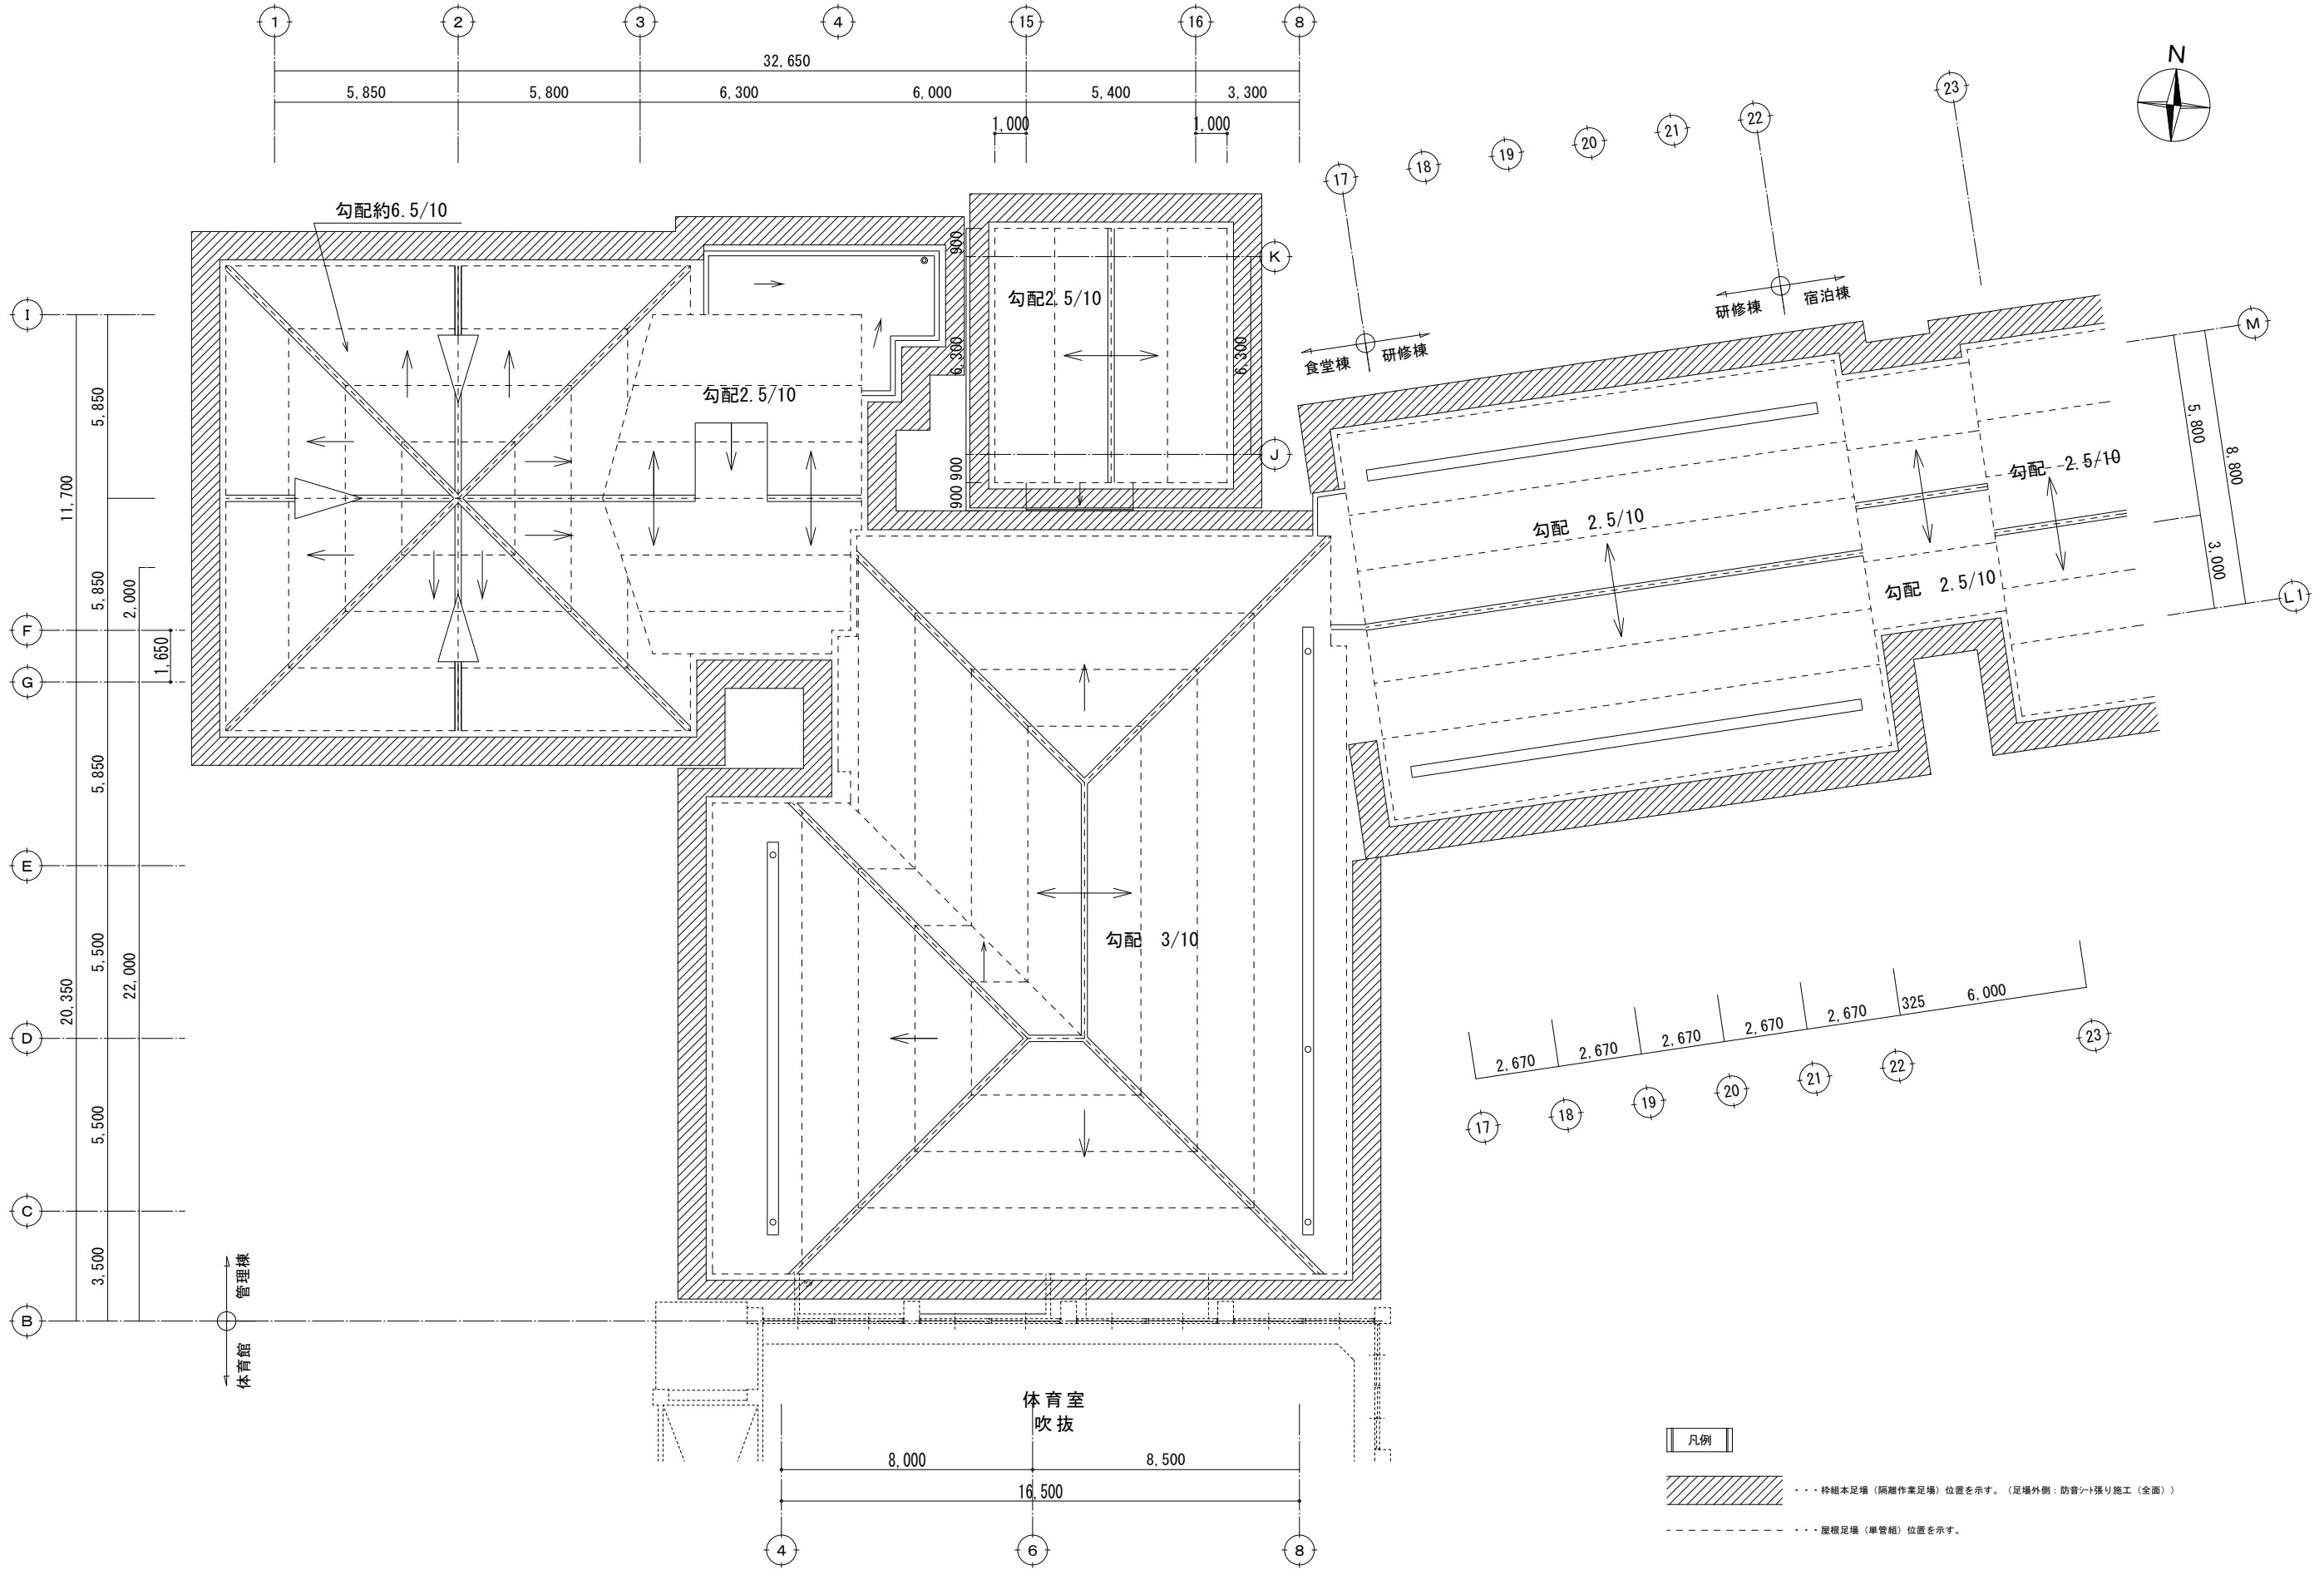 1 2 3 4 15 16 8
32,650
5,850 5,800 6,300 6,000 5,400 3,300
1,000 1,000
N
17 18 19 20 21 22 23
勾配約6.5/10
I
F
G
E
D
C
B
11,700
20,350
5,850
5,850
5,850
5,500
5,500
3,500
2,000
22,000
1,650
勾配2.5/10
勾配2.5/10
900
6,300
900
900
6,300
K
J
食堂棟 研修棟
研修棟 宿泊棟
勾配 2.5/10
勾配 2.5/10
勾配 2.5/10
M
L1
5,800
3,000
8,800
勾配 3/10
2,670 2,670 2,670 2,670 2,670 325 6,000
17 18 19 20 21 22 23
管理棟
体育館
体育室
吹抜
8,000 8,500
16,500
4 6 8
凡例
・・・枠組本足場（隔離作業足場）位置を示す。（足場外側：防音シート張り施工（全面））
・・・屋根足場（単管組）位置を示す。